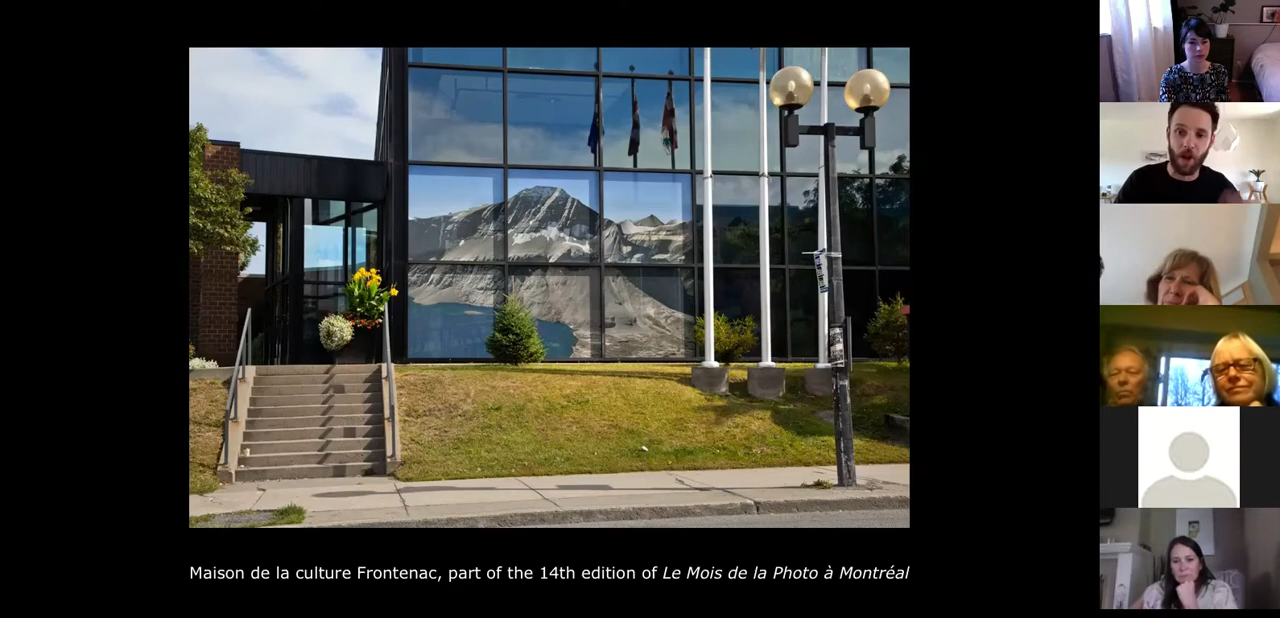 Maison de la culture Frontenac, part of the 14th edition of Le Mois de la Photo à Montréal